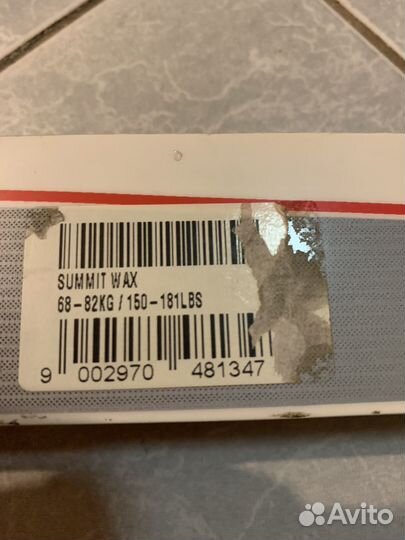 SUMMIT WAX
68-82KG / 150-181LBS
9 002970 481347
Avito